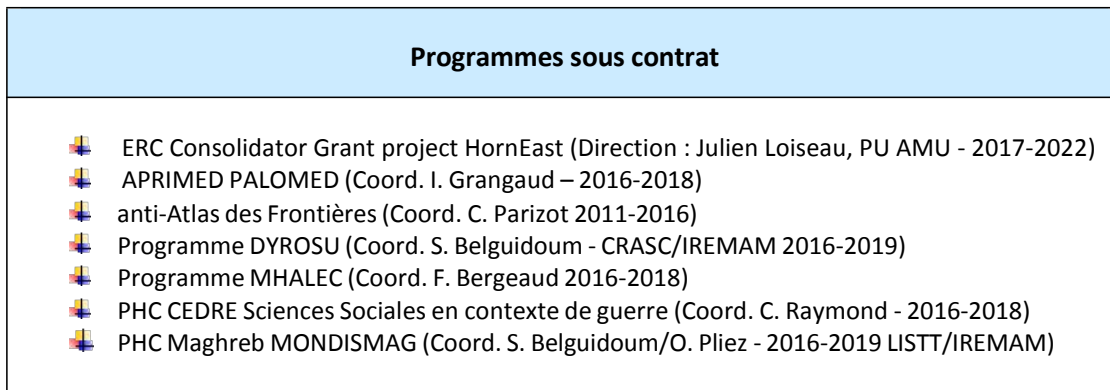 Programmes sous contrat
ERC Consolidator Grant project HornEast (Direction : Julien Loiseau, PU AMU - 2017-2022)
APRIMED PALOMED (Coord. I. Grangaud – 2016-2018)
anti-Atlas des Frontières (Coord. C. Parizot 2011-2016)
Programme DYROSU (Coord. S. Belguidoum - CRASC/IREMAM 2016-2019)
Programme MHALEC (Coord. F. Bergeaud 2016-2018)
PHC CEDRE Sciences Sociales en contexte de guerre (Coord. C. Raymond - 2016-2018)
PHC Maghreb MONDISMAG (Coord. S. Belguidoum/O. Pliez - 2016-2019 LISTT/IREMAM)